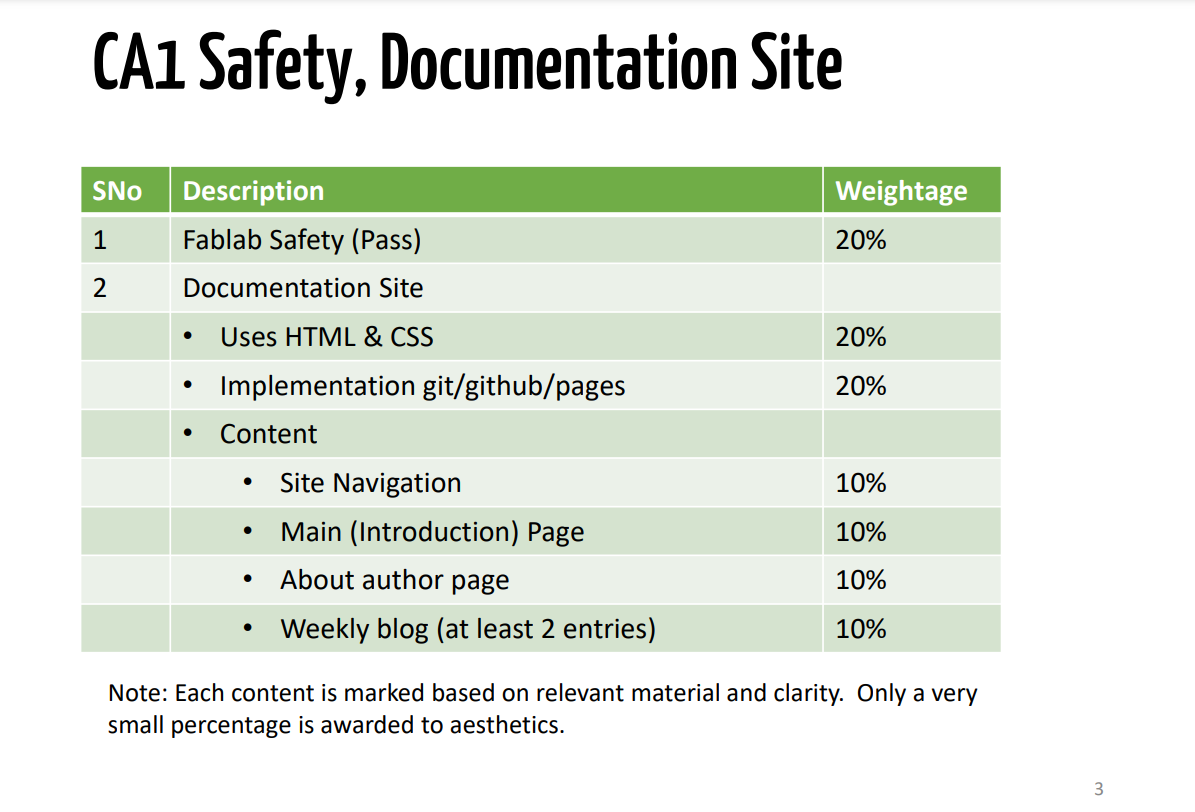 CA1 Safety, Documentation Site
SNo Description Weightage
1 Fablab Safety (Pass) 20%
2 Documentation Site
• Uses HTML & CSS 20%
• Implementation git/github/pages 20%
• Content
• Site Navigation 10%
• Main (Introduction) Page 10%
• About author page 10%
• Weekly blog (at least 2 entries) 10%
Note: Each content is marked based on relevant material and clarity.  Only a very
small percentage is awarded to aesthetics.
3